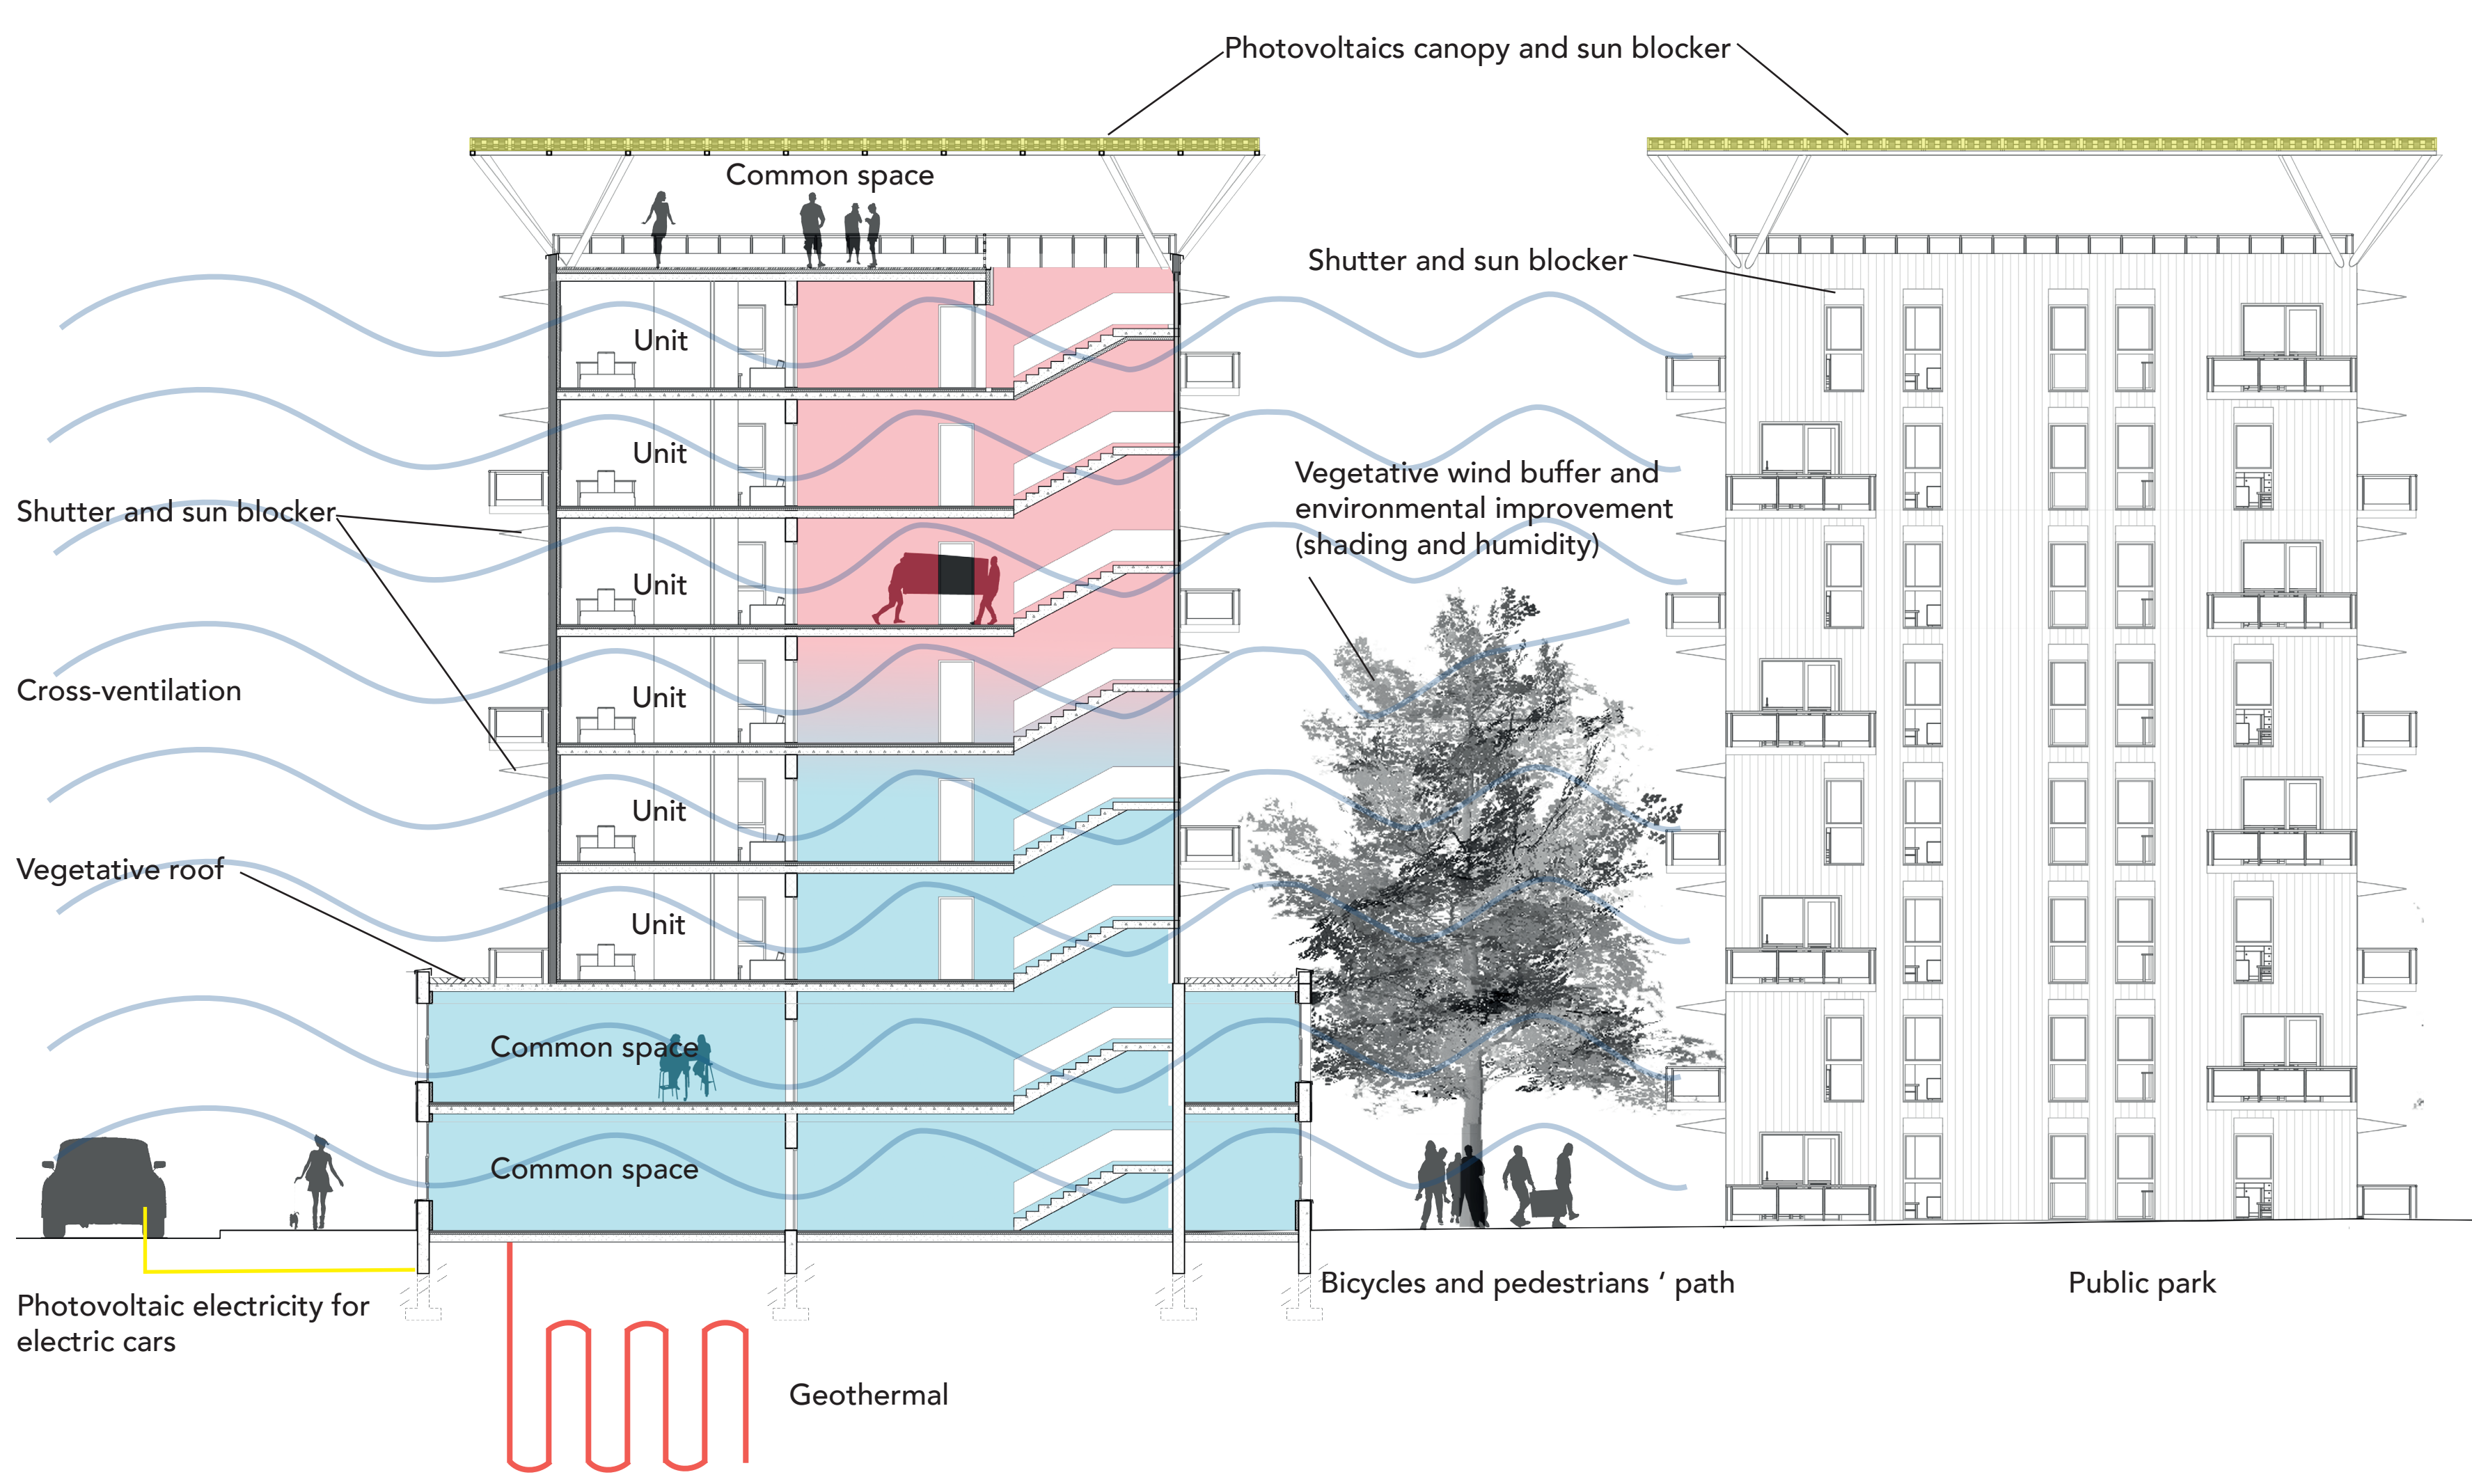 Photovoltaics canopy and sun blocker
Common space
Shutter and sun blocker
Unit
Unit
Vegetative wind buffer and
environmental improvement
(shading and humidity)
Shutter and sun blocker
Unit
Cross-ventilation
Unit
Unit
Vegetative roof
Unit
Common space
Common space
Photovoltaic electricity for
electric cars
Bicycles and pedestrians ‘ path
Public park
Geothermal